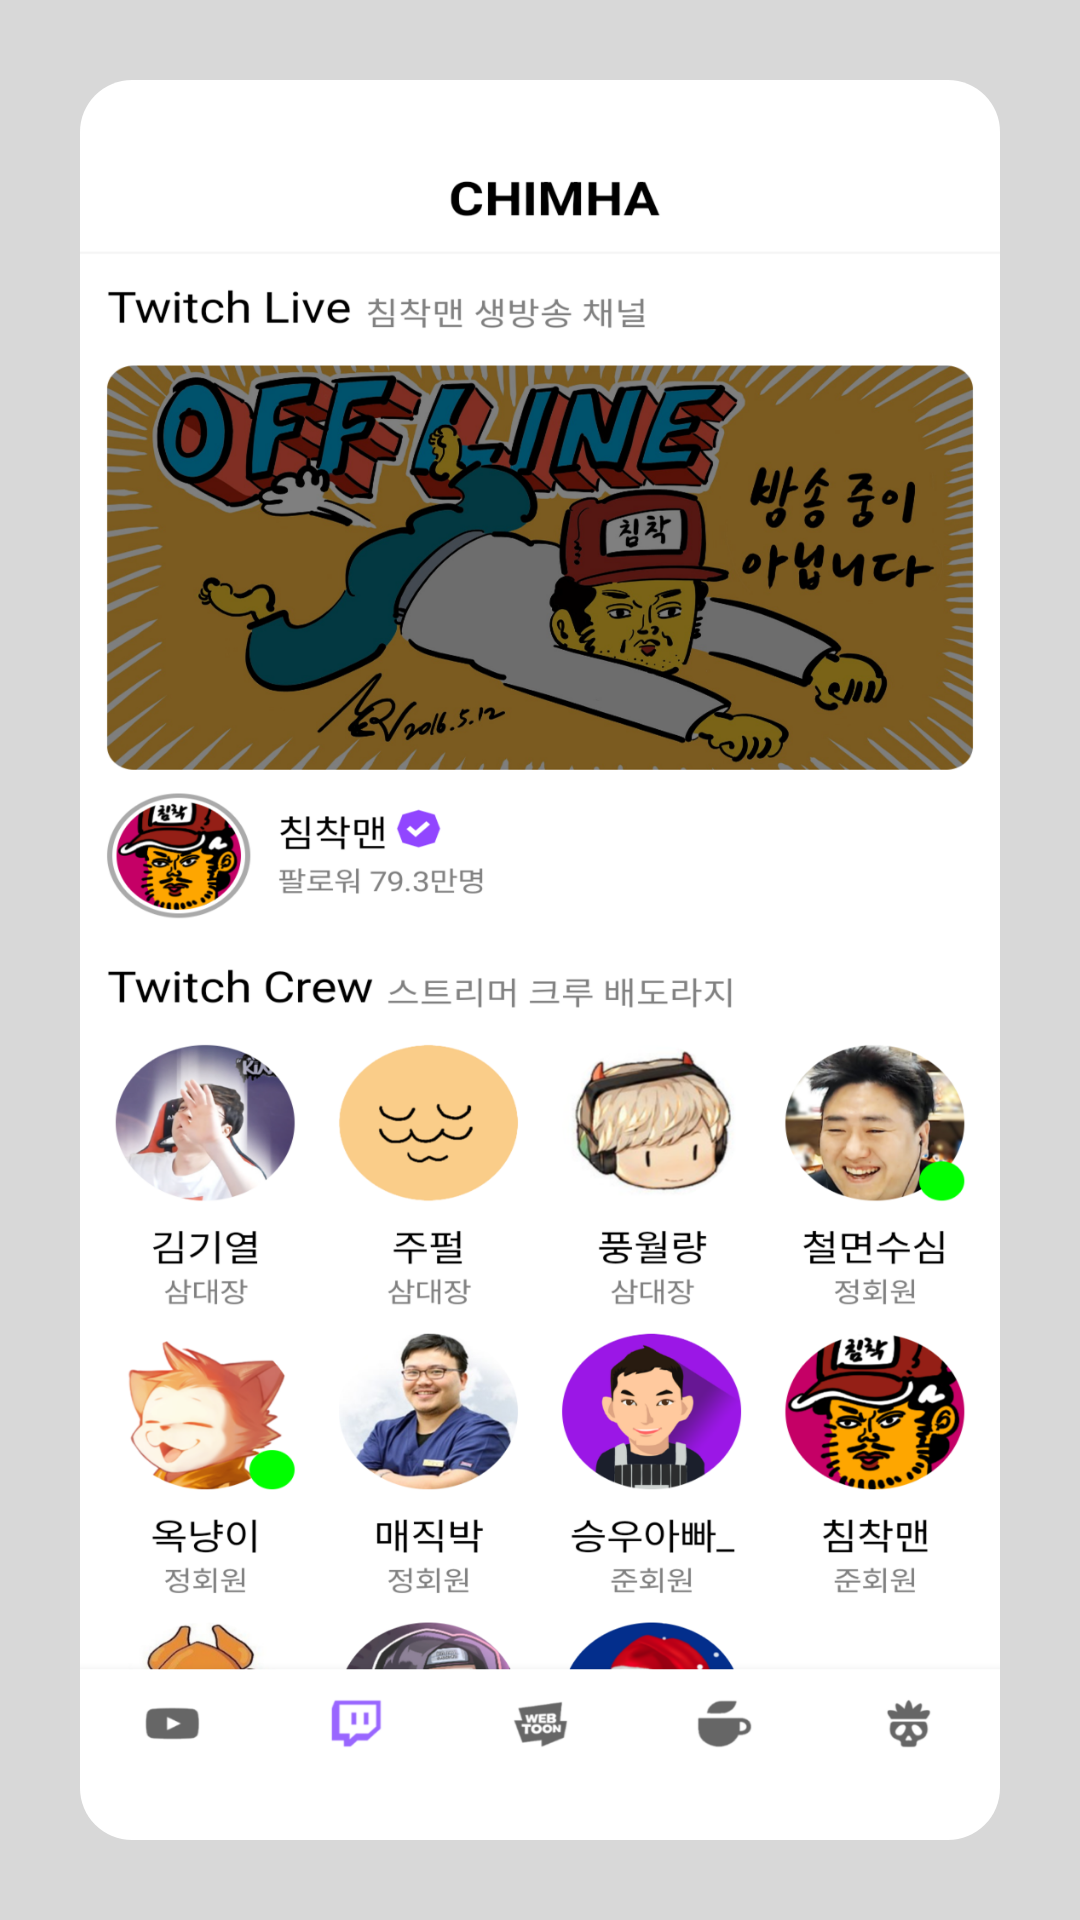 CHIMHA
Twitch Live 침착맨 생방송 채널
OFFLINE
방송중이
아닙니다
침착
2016.5.12
침착
침착맨
팔로워 79.3만명
Twitch Crew 스트리머 크루 배도라지
김기열 주펄 풍월량 철면수심
삼대장 삼대장 삼대장 정회원
침착
옥냥이 매직박 승우아빠_ 침착맨
정회원 정회원 준회원 준회원
WEB
TOON